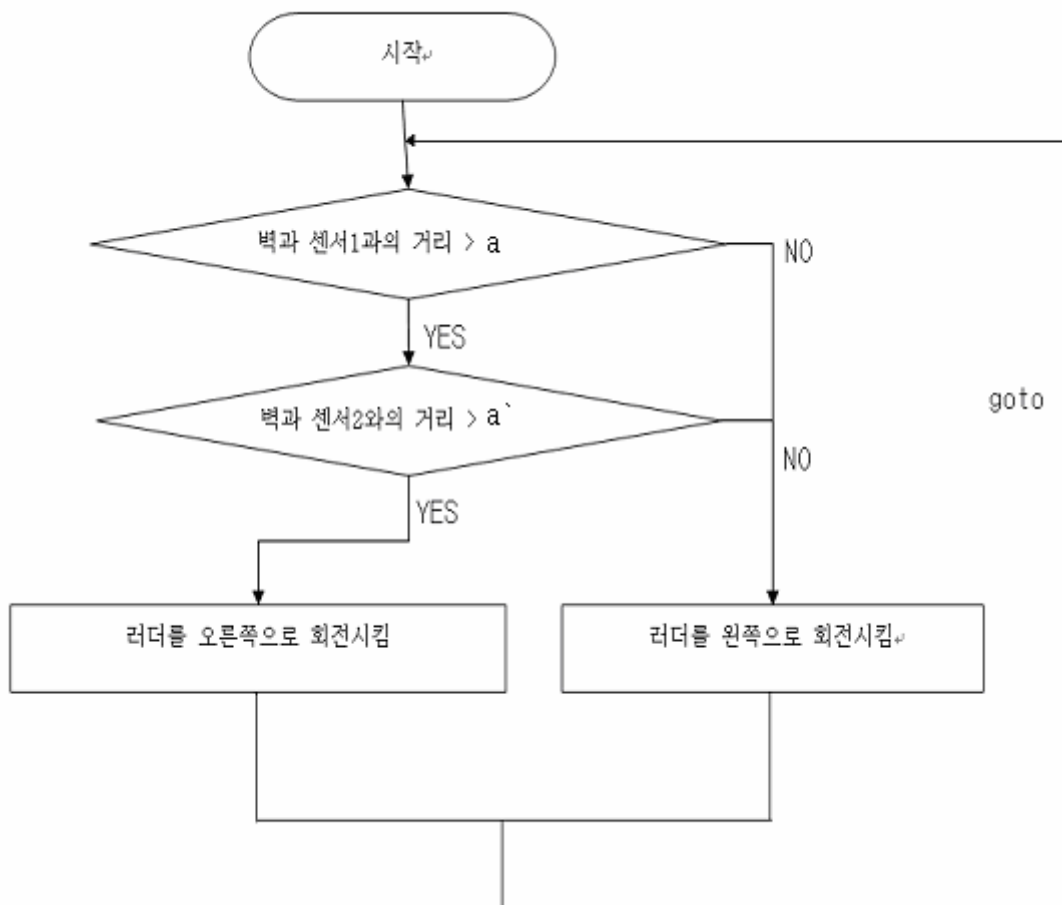 시작↵
벽과 센서1과의 거리 > a
NO
YES
벽과 센서2와의 거리 > a`
goto
NO
YES
러더를 오른쪽으로 회전시킴
러더를 왼쪽으로 회전시킴↵